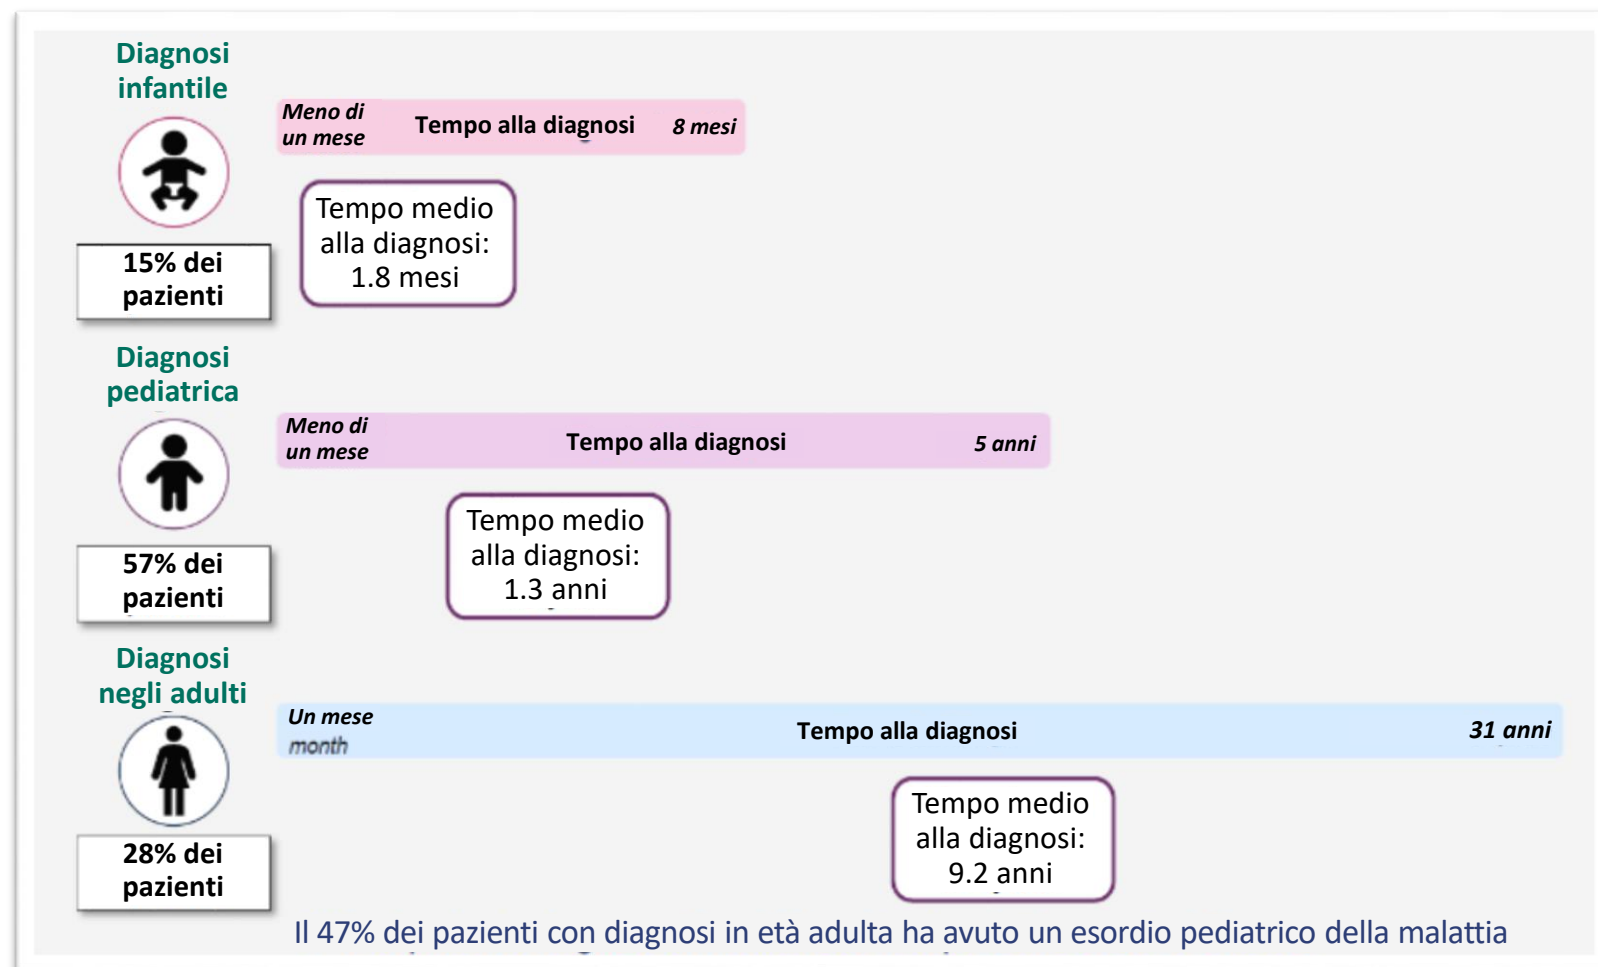 Diagnosi
infantile
Meno di
un mese
Tempo alla diagnosi
8 mesi
Tempo medio
alla diagnosi:
1.8 mesi
15% dei
pazienti
Diagnosi
pediatrica
Meno di
un mese
Tempo alla diagnosi
5 anni
Tempo medio
alla diagnosi:
1.3 anni
57% dei
pazienti
Diagnosi
negli adulti
Un mese
month
Tempo alla diagnosi
31 anni
Tempo medio
alla diagnosi:
9.2 anni
28% dei
pazienti
Il 47% dei pazienti con diagnosi in età adulta ha avuto un esordio pediatrico della malattia